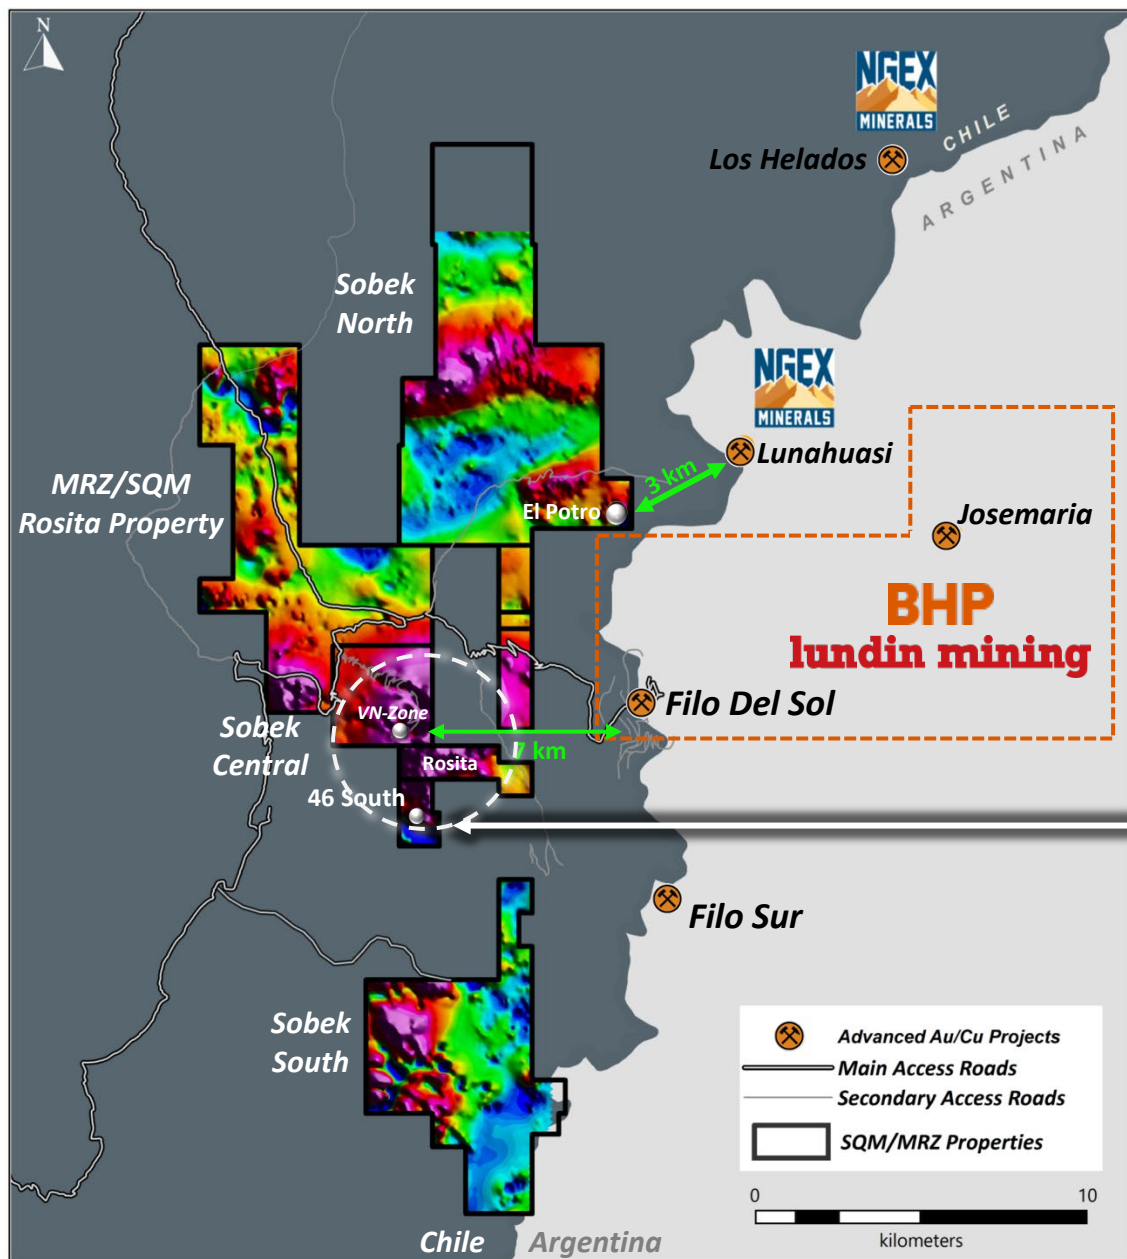 N
NGEX
MINERALS
CHILE
ARGENTINA
Los Helados
Sobek
North
NGEX
MINERALS
Lunahuasi
3 km
MRZ/SQM
Rosita Property
El Potro
Josemaria
BHP
lundin mining
Filo Del Sol
VN-Zone
Sobek
Central
7 km
Rosita
46 South
Filo Sur
Sobek
South
Advanced Au/Cu Projects
Main Access Roads
Secondary Access Roads
SQM/MRZ Properties
0 10
kilometers
Chile Argentina